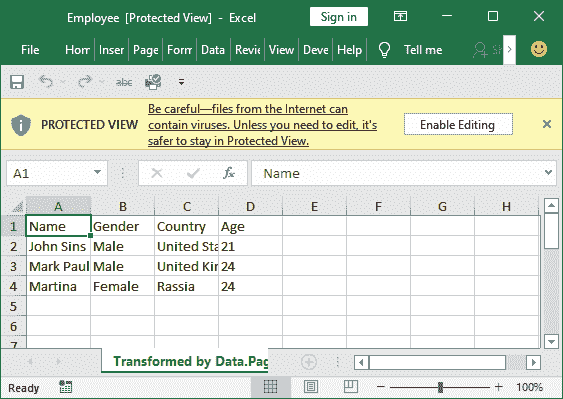 Employee [Protected View] - Excel
Sign in
File Hom Inser Page Forn Data Revie View Deve Help Tell me Sh
abc
PROTECTED VIEW
Be careful—files from the Internet can
contain viruses. Unless you need to edit, it's
safer to stay in Protected View.
Enable Editing
A1 fx Name
A B C D E F G H
1 Name Gender Country Age
2 John Sins Male United Sta 21
3 Mark Paul Male United Kin 24
4 Martina Female Rassia 24
5
6
7
Transformed by Data.Pag
Ready 100%